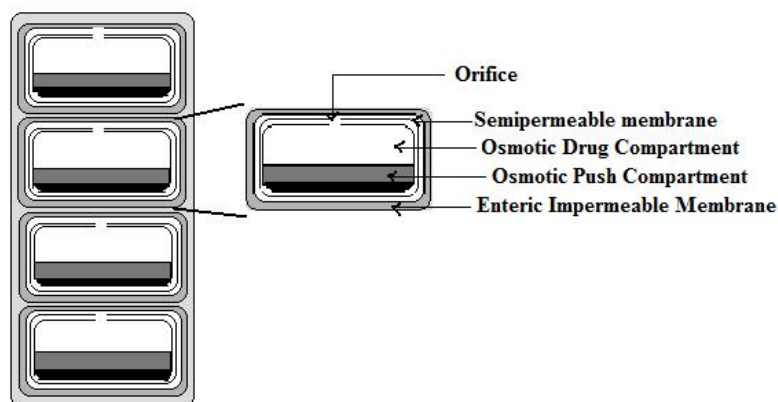 Orifice
Semipermeable membrane
Osmotic Drug Compartment
Osmotic Push Compartment
Enteric Impermeable Membrane